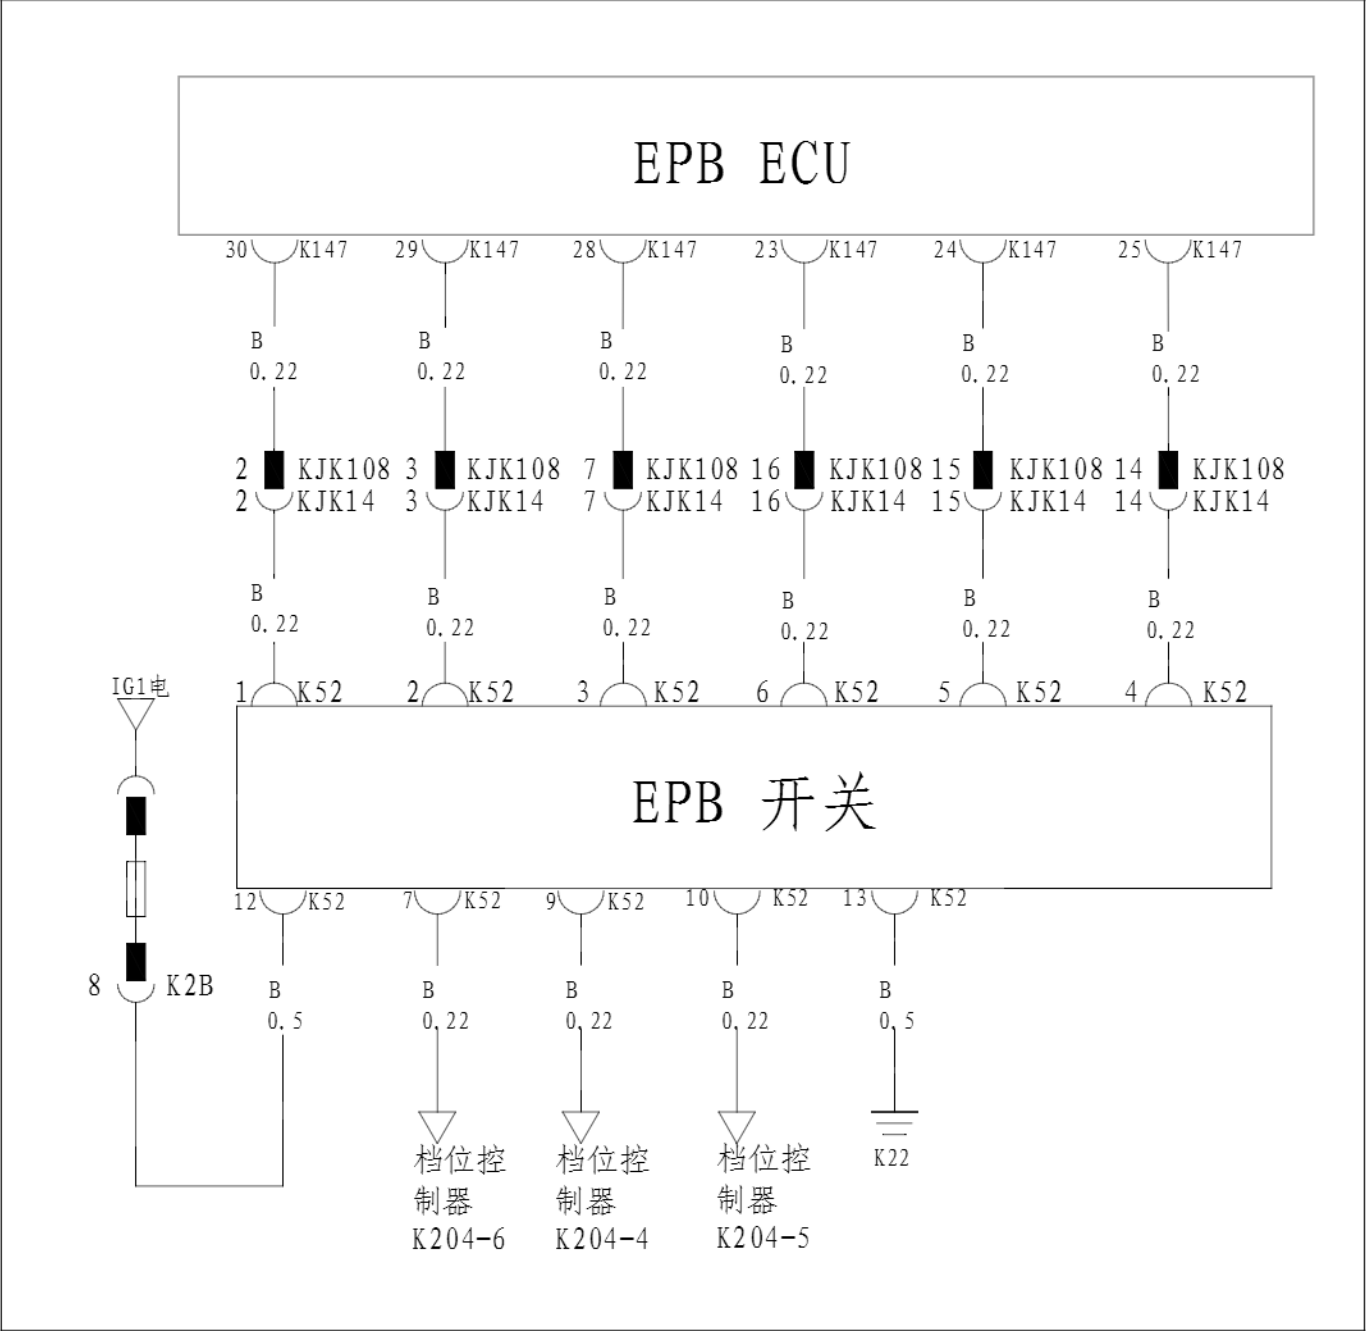 EPB ECU
30 K147 29 K147 28 K147 23 K147 24 K147 25 K147
B B B B B B
0.22 0.22 0.22 0.22 0.22 0.22
2 KJK108 3 KJK108 7 KJK108 16 KJK108 15 KJK108 14 KJK108
2 KJK14 3 KJK14 7 KJK14 16 KJK14 15 KJK14 14 KJK14
B B B B B B
0.22 0.22 0.22 0.22 0.22 0.22
IG1电 1 K52 2 K52 3 K52 6 K52 5 K52 4 K52
EPB 开关
12 K52 7 K52 9 K52 10 K52 13 K52
8 K2B B B B B B
0.5 0.22 0.22 0.22 0.5
档位控 档位控 档位控 K22
制器 制器 制器
K204-6 K204-4 K204-5